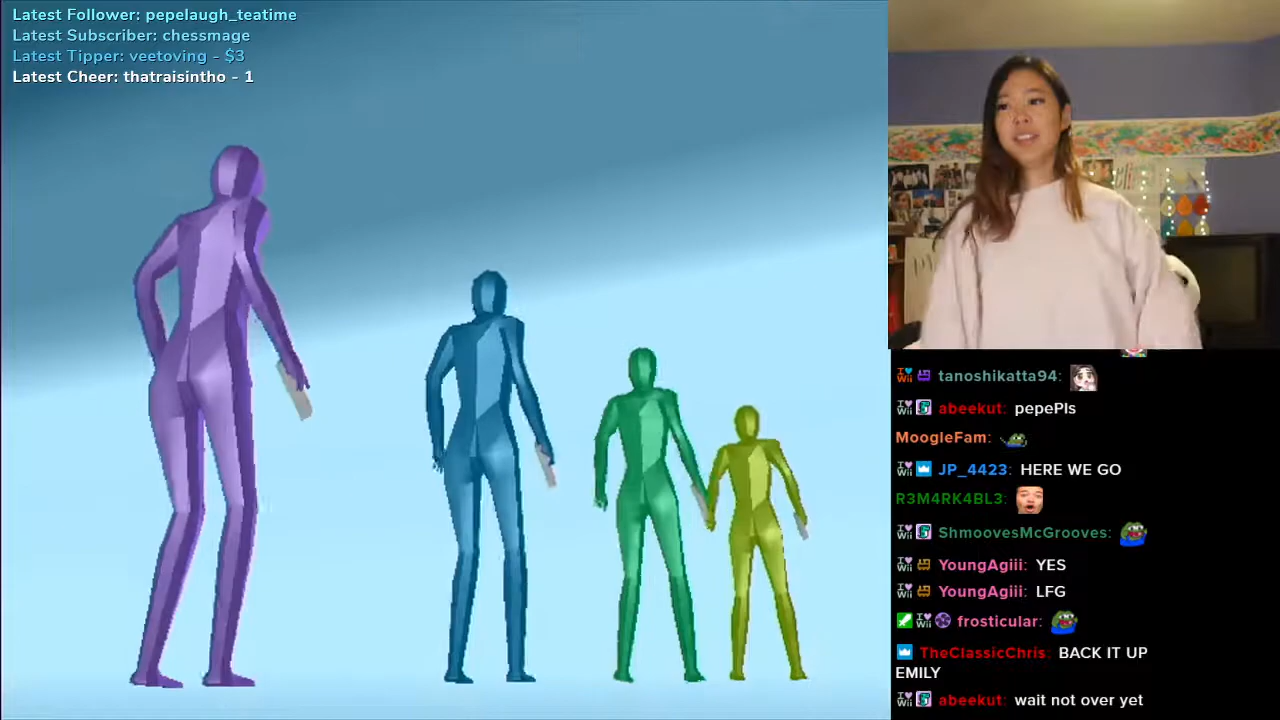 Latest Follower: pepelaugh_teatime
Latest Subscriber: chessmage
Latest Tipper: veetoving - $3
Latest Cheer: thatraisintho - 1
tanoshikatta94:
abeekut: pepePls
MoogleFam:
JP_4423: HERE WE GO
R3M4RK4BL3:
ShmoovesMcGrooves:
YoungAgiii: YES
YoungAgiii: LFG
frosticular:
TheClassicChris: BACK IT UP
EMILY
abeekut: wait not over yet